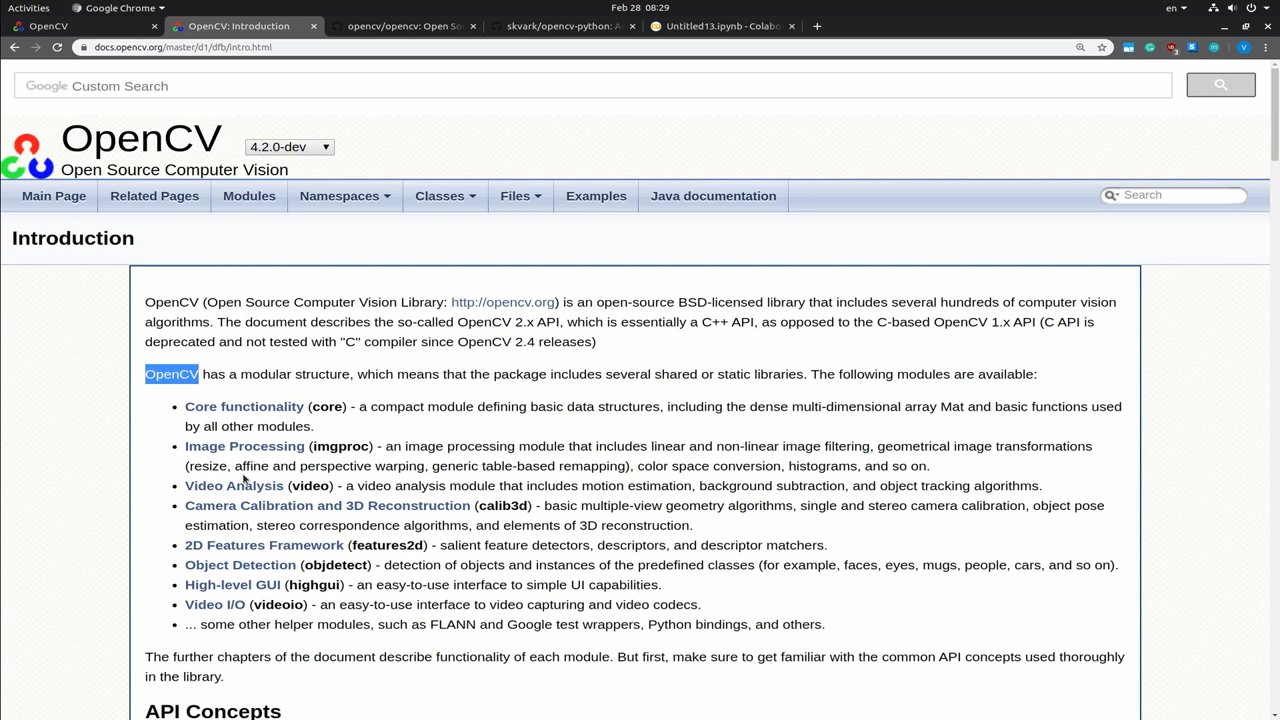 Activities Google Chrome Feb 28 08:29 en
OpenCV × OpenCV: Introduction × opencv/opencv: Open So × skvark/opencv-python: A × Untitled13.ipynb - Colabo × +
docs.opencv.org/master/d1/dfb/intro.html
Google Custom Search
OpenCV 4.2.0-dev
Open Source Computer Vision
Main Page Related Pages Modules Namespaces Classes Files Examples Java documentation Search
Introduction
OpenCV (Open Source Computer Vision Library: http://opencv.org) is an open-source BSD-licensed library that includes several hundreds of computer vision
algorithms. The document describes the so-called OpenCV 2.x API, which is essentially a C++ API, as opposed to the C-based OpenCV 1.x API (C API is
deprecated and not tested with "C" compiler since OpenCV 2.4 releases)
OpenCV has a modular structure, which means that the package includes several shared or static libraries. The following modules are available:
• Core functionality (core) - a compact module defining basic data structures, including the dense multi-dimensional array Mat and basic functions used
by all other modules.
• Image Processing (imgproc) - an image processing module that includes linear and non-linear image filtering, geometrical image transformations
(resize, affine and perspective warping, generic table-based remapping), color space conversion, histograms, and so on.
• Video Analysis (video) - a video analysis module that includes motion estimation, background subtraction, and object tracking algorithms.
• Camera Calibration and 3D Reconstruction (calib3d) - basic multiple-view geometry algorithms, single and stereo camera calibration, object pose
estimation, stereo correspondence algorithms, and elements of 3D reconstruction.
• 2D Features Framework (features2d) - salient feature detectors, descriptors, and descriptor matchers.
• Object Detection (objdetect) - detection of objects and instances of the predefined classes (for example, faces, eyes, mugs, people, cars, and so on).
• High-level GUI (highgui) - an easy-to-use interface to simple UI capabilities.
• Video I/O (videoio) - an easy-to-use interface to video capturing and video codecs.
• ... some other helper modules, such as FLANN and Google test wrappers, Python bindings, and others.
The further chapters of the document describe functionality of each module. But first, make sure to get familiar with the common API concepts used thoroughly
in the library.
API Concepts